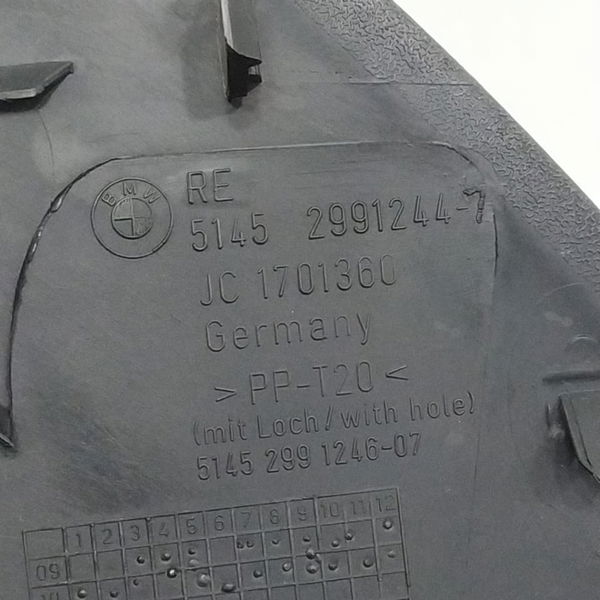 BMW
RE
5145 2991244-7
JC 1701360
Germany
>PP-T20<
(mit Loch/with hole)
5145 299 1246-07
1 2 3 4 5 6 7 8 9 10 11 12
09
10